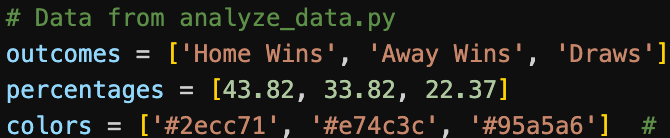 # Data from analyze_data.py
outcomes = ['Home Wins', 'Away Wins', 'Draws']
percentages = [43.82, 33.82, 22.37]
colors = ['#2ecc71', '#e74c3c', '#95a5a6']  #